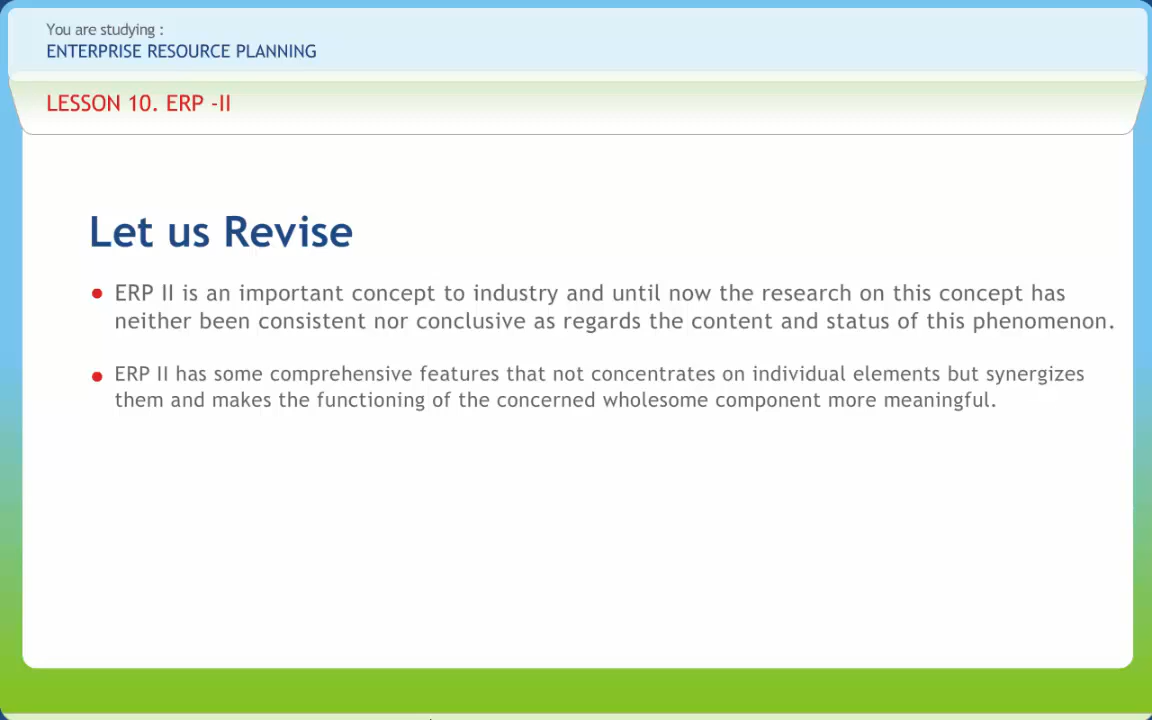 You are studying :
ENTERPRISE RESOURCE PLANNING
LESSON 10. ERP -II
Let us Revise
• ERP II is an important concept to industry and until now the research on this concept has
neither been consistent nor conclusive as regards the content and status of this phenomenon.
• ERP II has some comprehensive features that not concentrates on individual elements but synergizes
them and makes the functioning of the concerned wholesome component more meaningful.